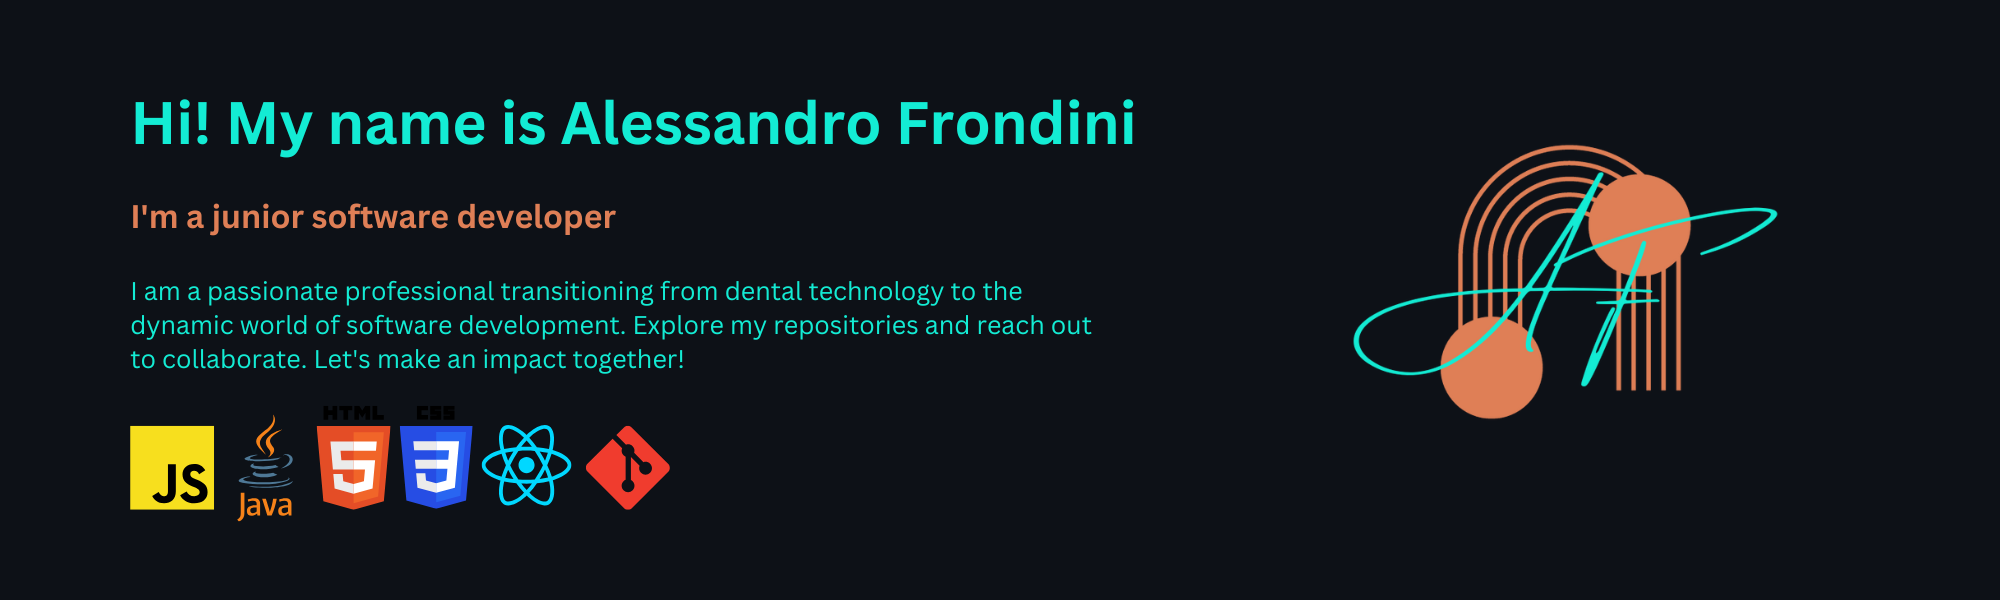 Hi! My name is Alessandro Frondini
I'm a junior software developer
I am a passionate professional transitioning from dental technology to the
dynamic world of software development. Explore my repositories and reach out
to collaborate. Let's make an impact together!
HTML CSS
JS Java 5 3
AF